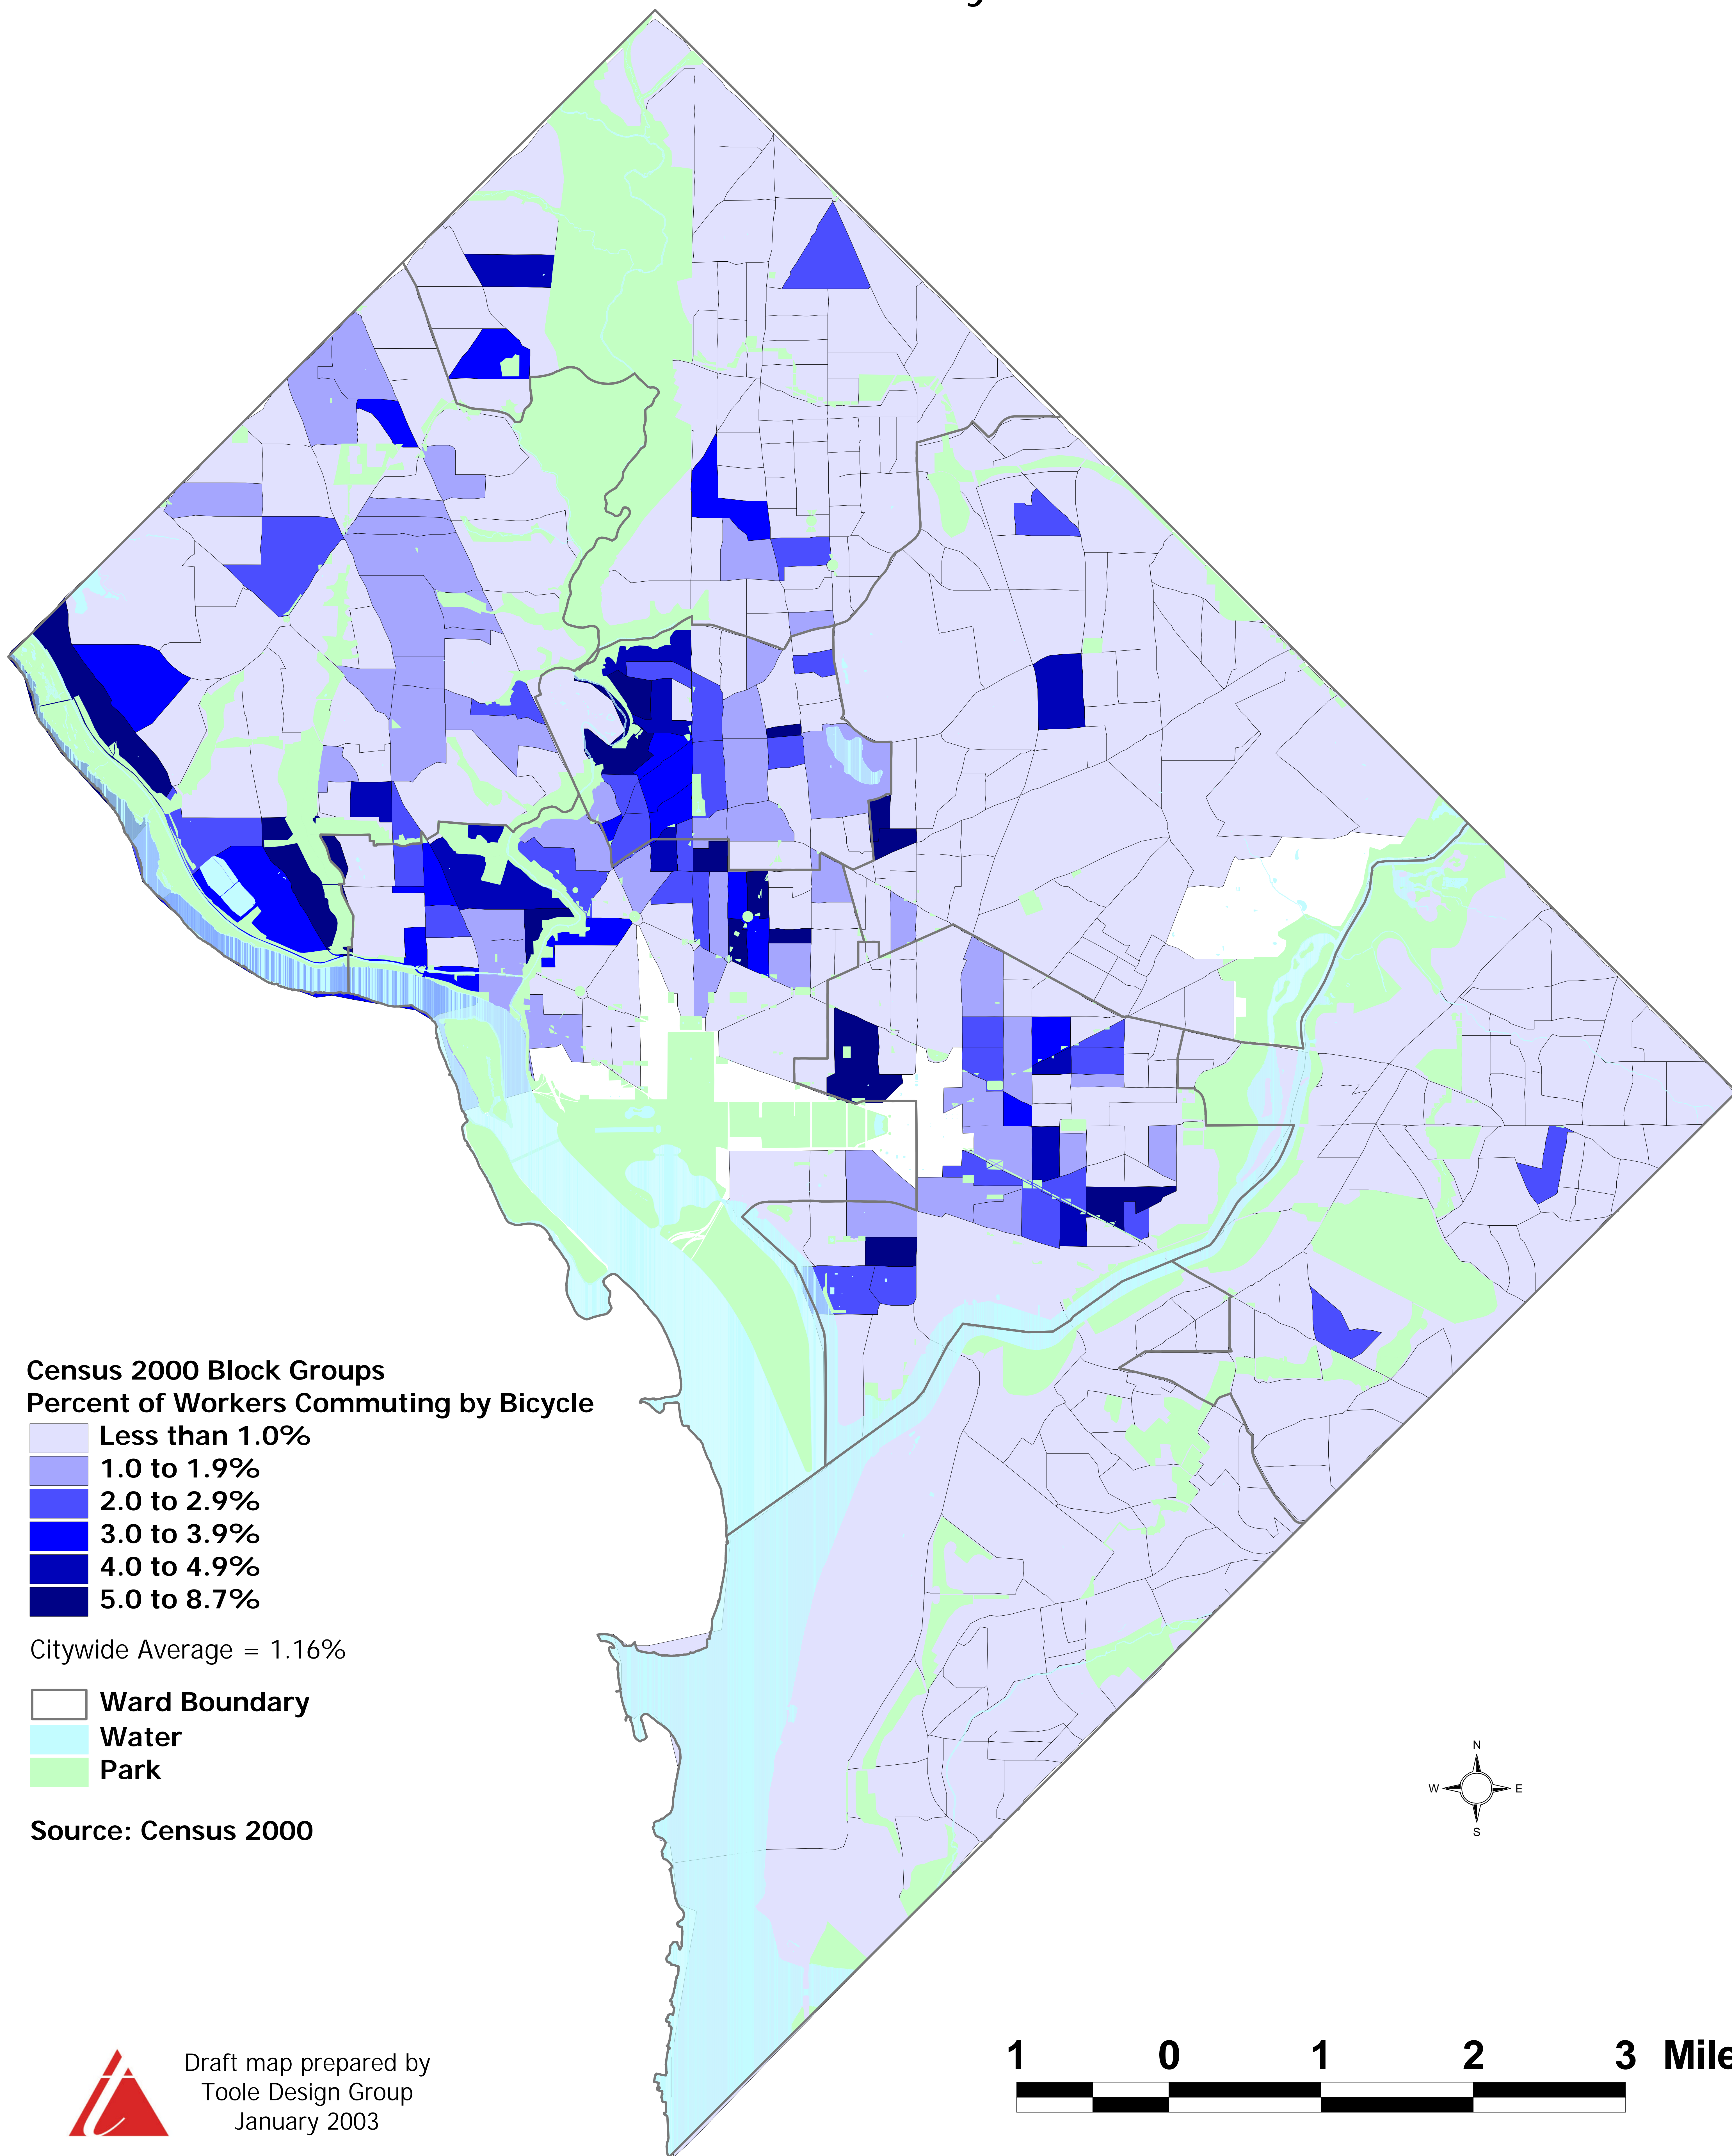 Census 2000 Block Groups
Percent of Workers Commuting by Bicycle
Less than 1.0%
1.0 to 1.9%
2.0 to 2.9%
3.0 to 3.9%
4.0 to 4.9%
5.0 to 8.7%
Citywide Average = 1.16%
Ward Boundary
Water
Park
Source: Census 2000
N
W E
S
Draft map prepared by
Toole Design Group
January 2003
1 0 1 2 3 Mile